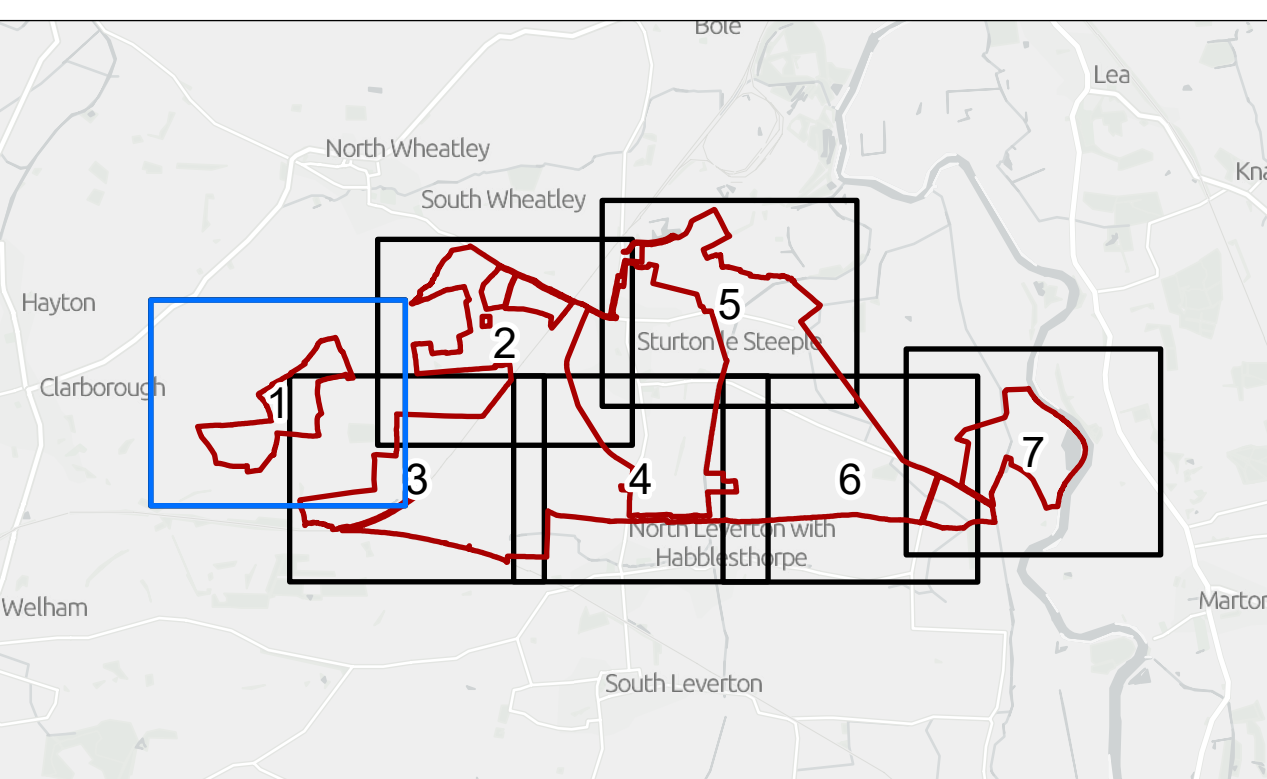 Bole
Lea
North Wheatley
Kna
South Wheatley
Hayton
5
2
Sturton le Steeple
Clarborough
1
7
3
4
6
North Leverton with
Habblesthorpe
Welham
Marton
South Leverton